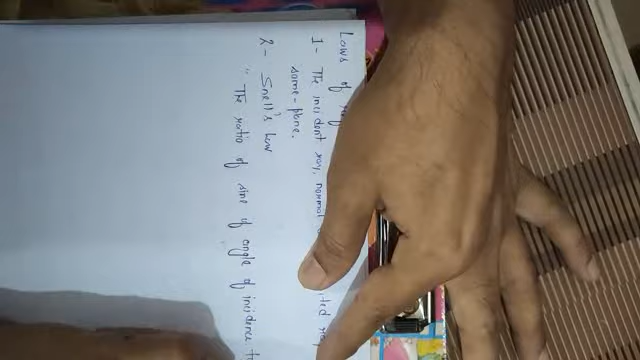 Laws of
1- The incident ray, normal
same-plane.
2- Snell's Law
" The ratio of sine of angle of incidence